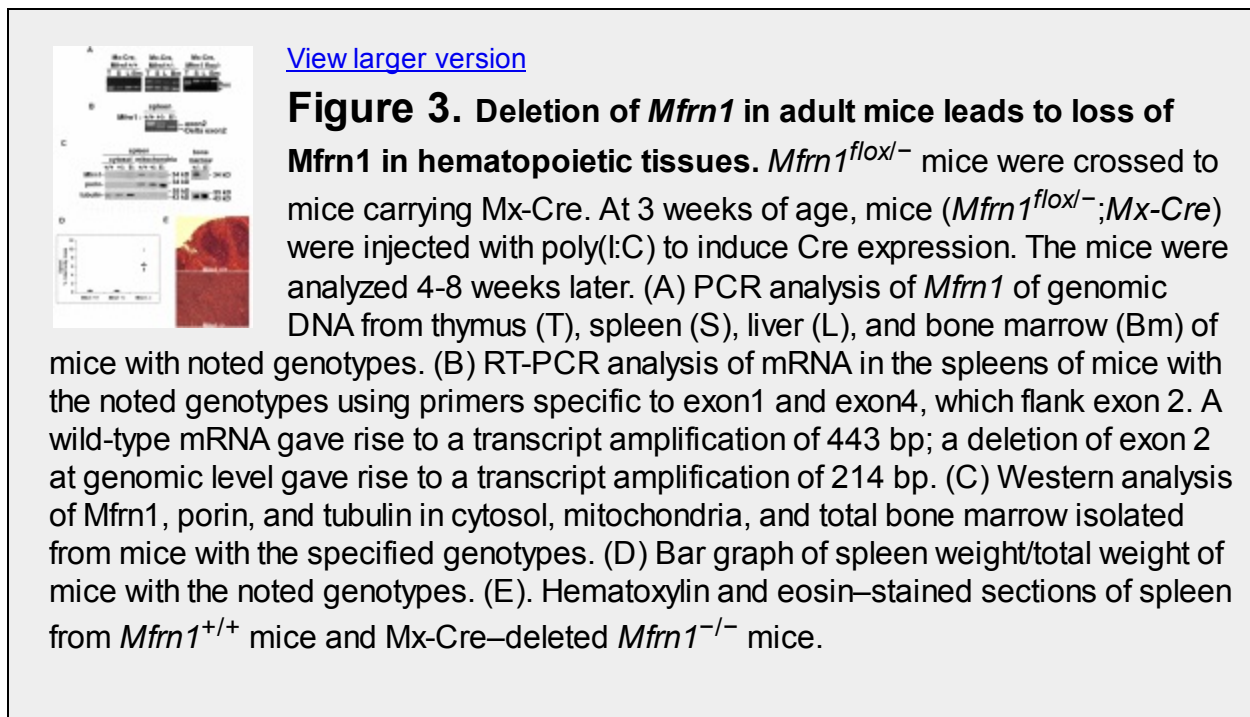 View larger version
Figure 3. Deletion of Mfrn1 in adult mice leads to loss of
Mfrn1 in hematopoietic tissues. Mfrn1flox/− mice were crossed to
mice carrying Mx-Cre. At 3 weeks of age, mice (Mfrn1flox/−;Mx-Cre)
were injected with poly(I:C) to induce Cre expression. The mice were
analyzed 4-8 weeks later. (A) PCR analysis of Mfrn1 of genomic
DNA from thymus (T), spleen (S), liver (L), and bone marrow (Bm) of
mice with noted genotypes. (B) RT-PCR analysis of mRNA in the spleens of mice with
the noted genotypes using primers specific to exon1 and exon4, which flank exon 2. A
wild-type mRNA gave rise to a transcript amplification of 443 bp; a deletion of exon 2
at genomic level gave rise to a transcript amplification of 214 bp. (C) Western analysis
of Mfrn1, porin, and tubulin in cytosol, mitochondria, and total bone marrow isolated
from mice with the specified genotypes. (D) Bar graph of spleen weight/total weight of
mice with the noted genotypes. (E). Hematoxylin and eosin–stained sections of spleen
from Mfrn1+/+ mice and Mx-Cre–deleted Mfrn1−/− mice.